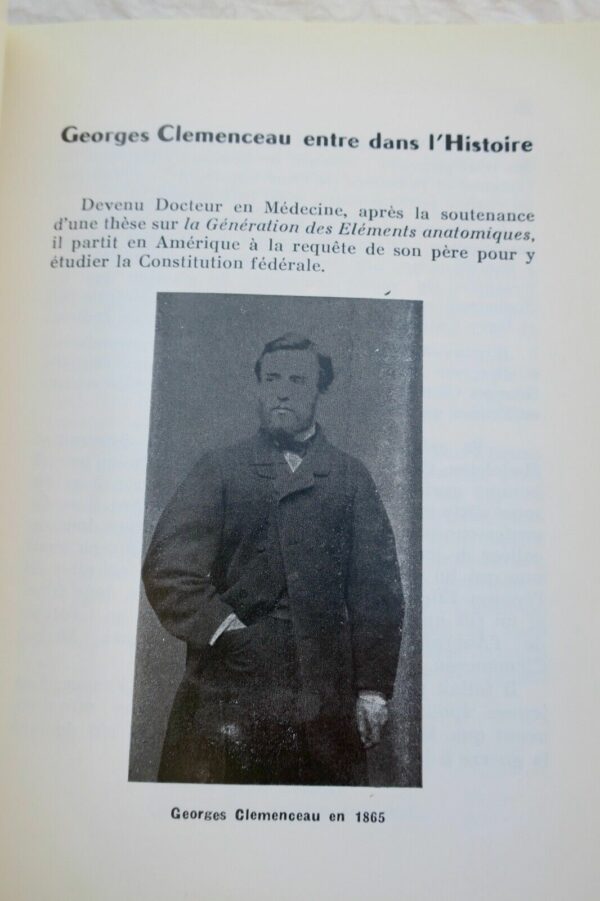 Georges Clemenceau entre dans l'Histoire
Devenu Docteur en Médecine, après la soutenance
d'une thèse sur la Génération des Eléments anatomiques,
il partit en Amérique à la requête de son père pour y
étudier la Constitution fédérale.
Georges Clemenceau en 1865